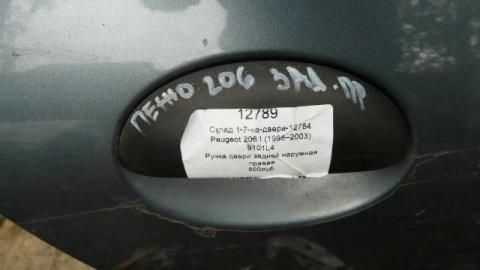 ПЕЖО 206 ЗАД. ПР
12789
Склад 1-7-на-двери-12784
Peugeot 206 I (1998-2003)
9101L4
Ручка двери задней наружная
правая
800руб.